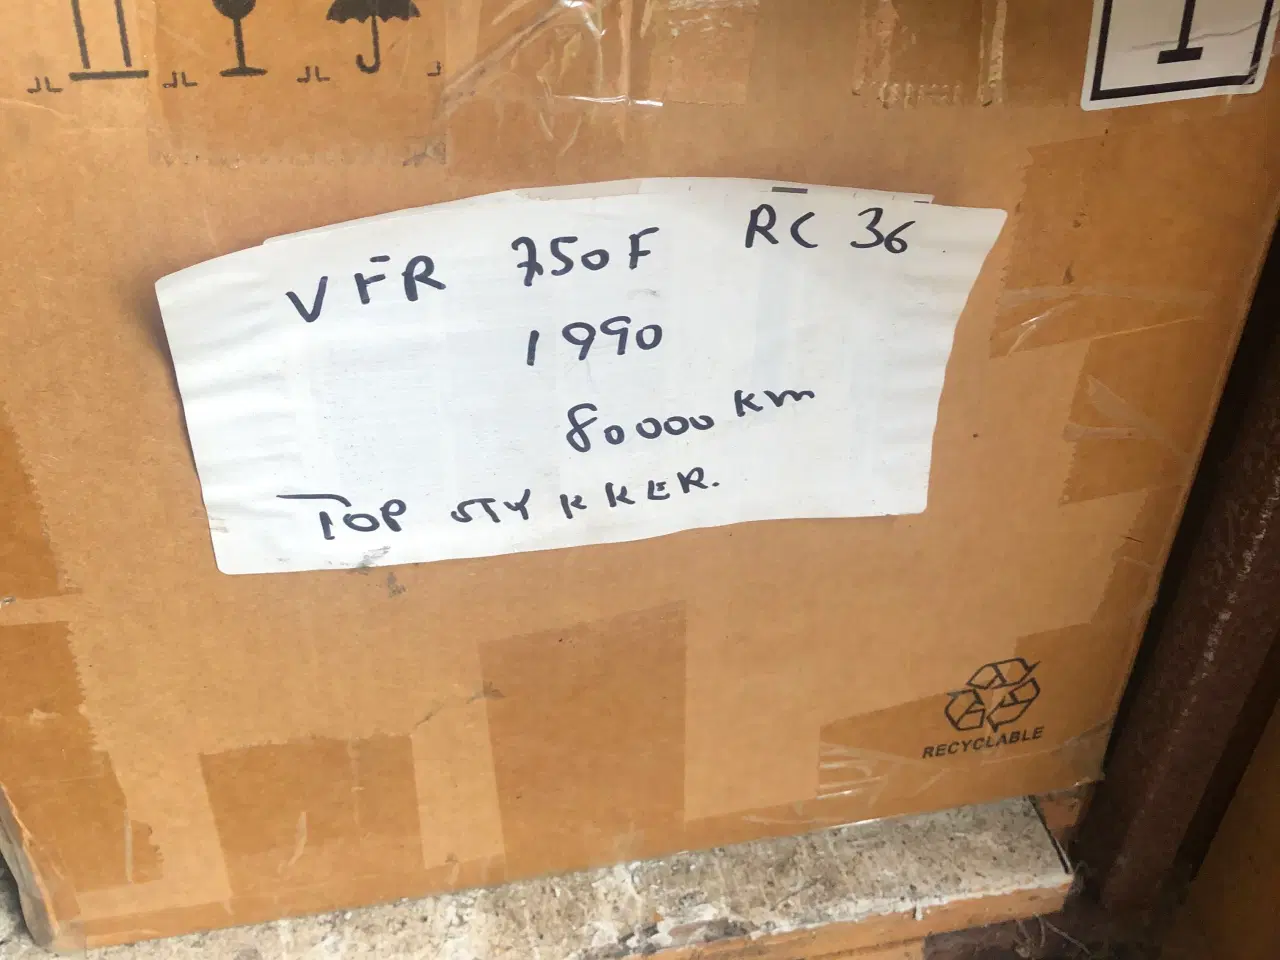 VFR 750F RC 36
1990
80000 km
TOP STYKKER.
RECYCLABLE